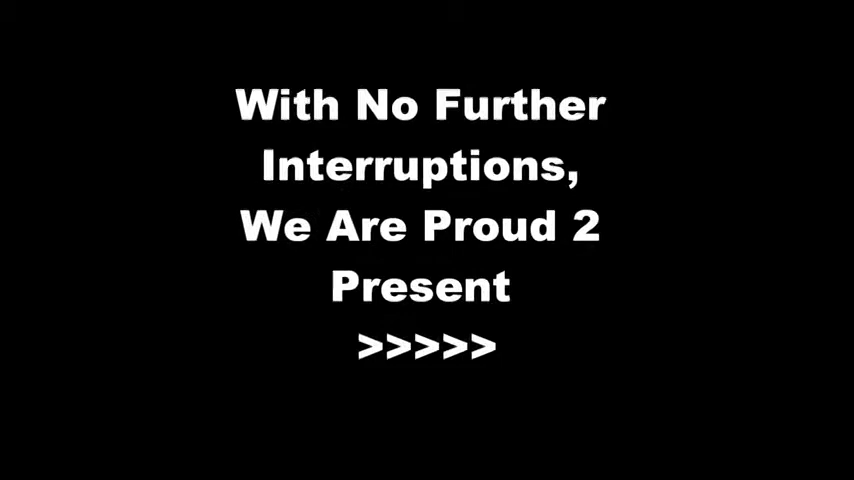 With No Further
Interruptions,
We Are Proud 2
Present
>>>>>